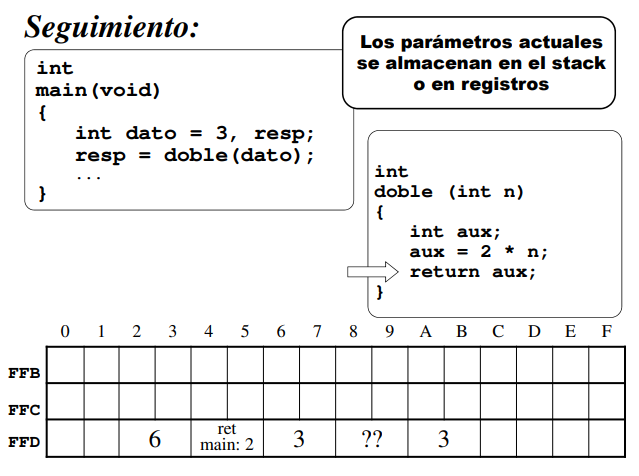 Seguimiento:
Los parámetros actuales
se almacenan en el stack
o en registros
int
main(void)
{
int dato = 3, resp;
resp = doble(dato);
...
}
int
doble (int n)
{
int aux;
aux = 2 * n;
return aux;
}
0 1 2 3 4 5 6 7 8 9 A B C D E F
FFB
FFC
FFD 6 ret main: 2 3 ?? 3